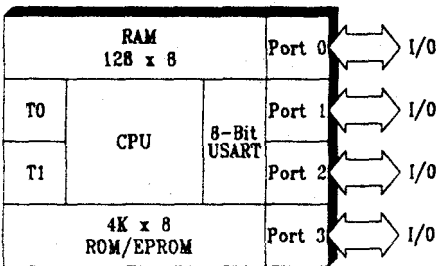 RAM
128 x 8
Port 0
I/O
T0
CPU
8-Bit
USART
Port 1
I/O
T1
Port 2
I/O
4K x 8
ROM/EPROM
Port 3
I/O